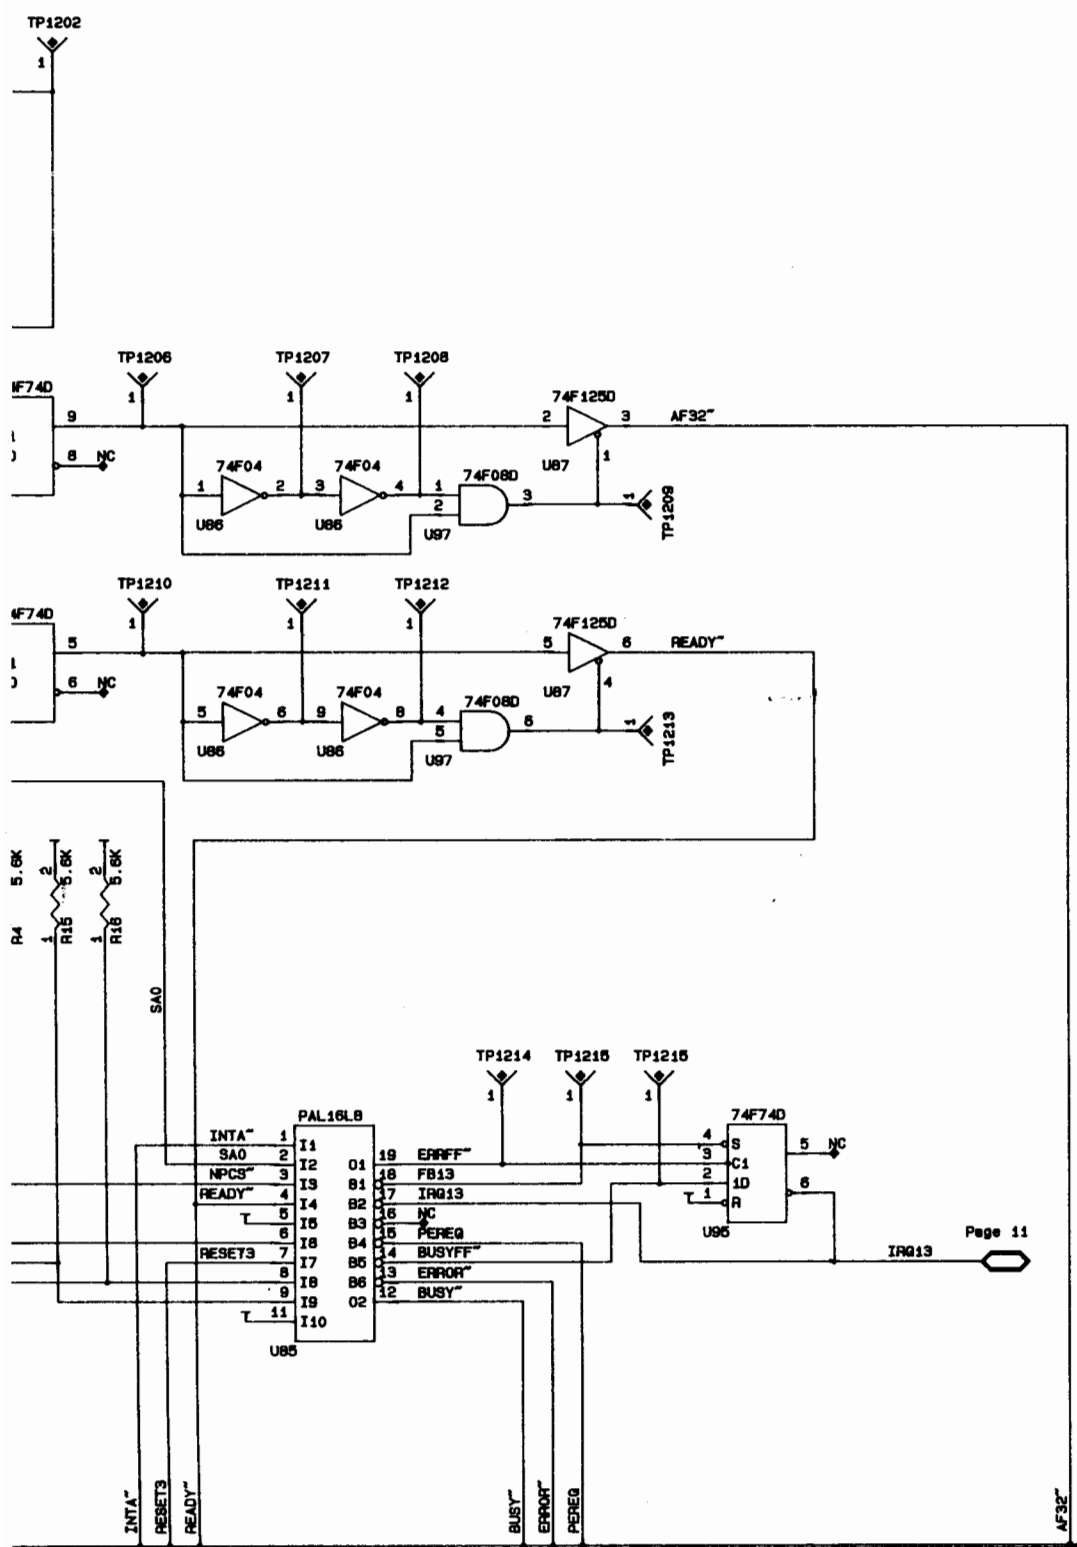 TP1202
1
TP1206
TP1207
TP1208
1
1
1
74F125D
9
2
3
AF32"
8
NC
U87
1
74F04
74F04
74F08D
1
2
3
4
1
2
3
1
TP1209
U86
U86
U97
TP1210
TP1211
TP1212
1
1
1
74F125D
5
5
6
READY"
6
NC
U87
4
74F04
74F04
74F08D
5
6
9
8
4
5
6
1
TP1213
U86
U86
U97
5.6K
2
5.6K
2
5.6K
R4
1
R15
1
R16
SA0
TP1214
TP1215
TP1215
1
1
1
PAL16L8
74F74D
INTA"
1
I1
SA0
2
I2
O1
19
ERRFF"
NPCS"
3
I3
B1
18
FB13
READY"
4
I4
B2
17
IRQ13
5
I5
B3
16
NC
6
I6
B4
15
PEREQ
RESET3
7
I7
B5
14
BUSYFF"
8
I8
B6
13
ERROR"
9
I9
O2
12
BUSY"
11
I10
U85
4
S
5
NC
3
C1
2
1D
6
1
R
U95
Page 11
IRQ13
INTA"
RESET3
READY"
BUSY"
ERROR"
PEREQ
AF32"